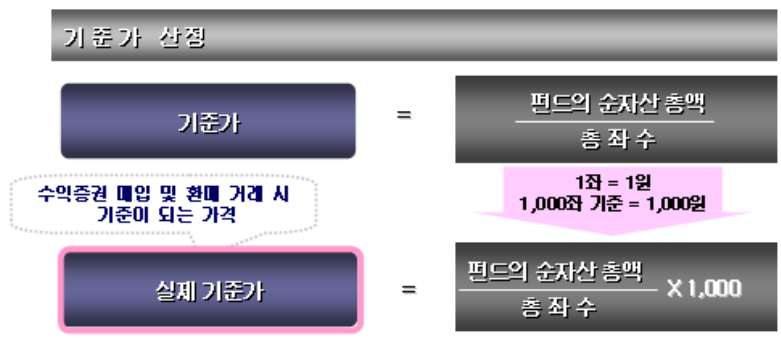 기준가 산정
기준가
=
펀드의 순자산 총액
총 좌 수
수익증권 매입 및 환매 거래 시
기준이 되는 가격
1좌 = 1원
1,000좌 기준 = 1,000원
실제 기준가
=
펀드의 순자산 총액
총 좌 수
X 1,000